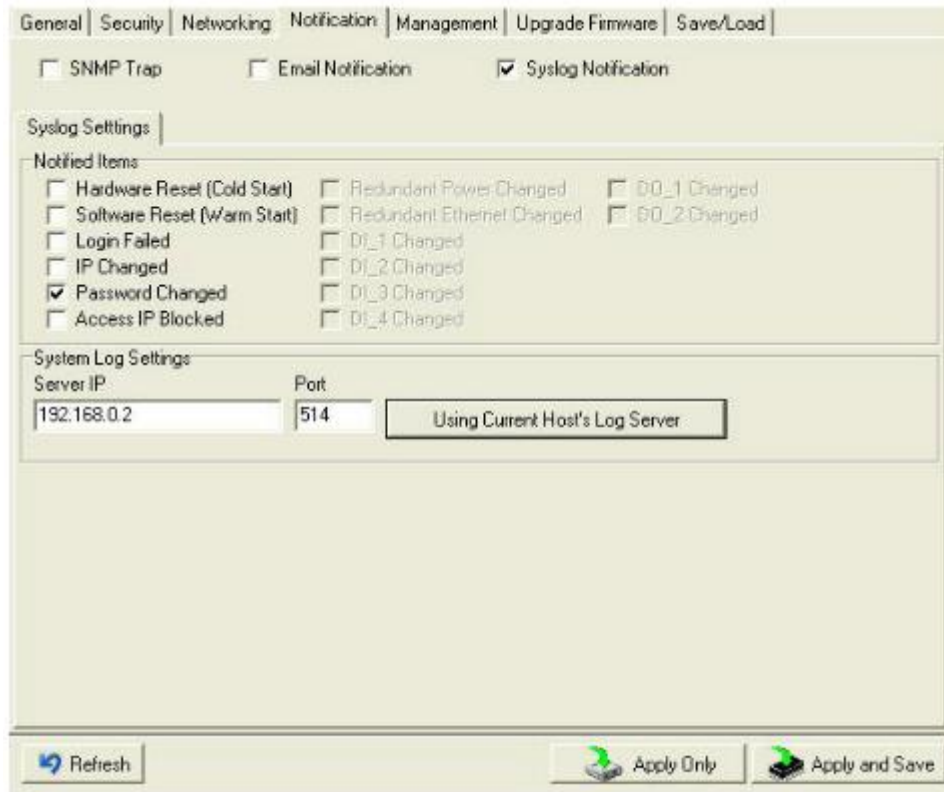 General Security Networking Notification Management Upgrade Firmware Save/Load
SNMP Trap Email Notification Syslog Notification
Syslog Setttings
Notified Items
Hardware Reset (Cold Start) Redundant Power Changed DO_1 Changed
Software Reset (Warm Start) Redundant Ethernet Changed DO_2 Changed
Login Failed DI_1 Changed
IP Changed DI_2 Changed
Password Changed DI_3 Changed
Access IP Blocked DI_4 Changed
System Log Settings
Server IP Port
192.168.0.2 514 Using Current Host's Log Server
Refresh Apply Only Apply and Save